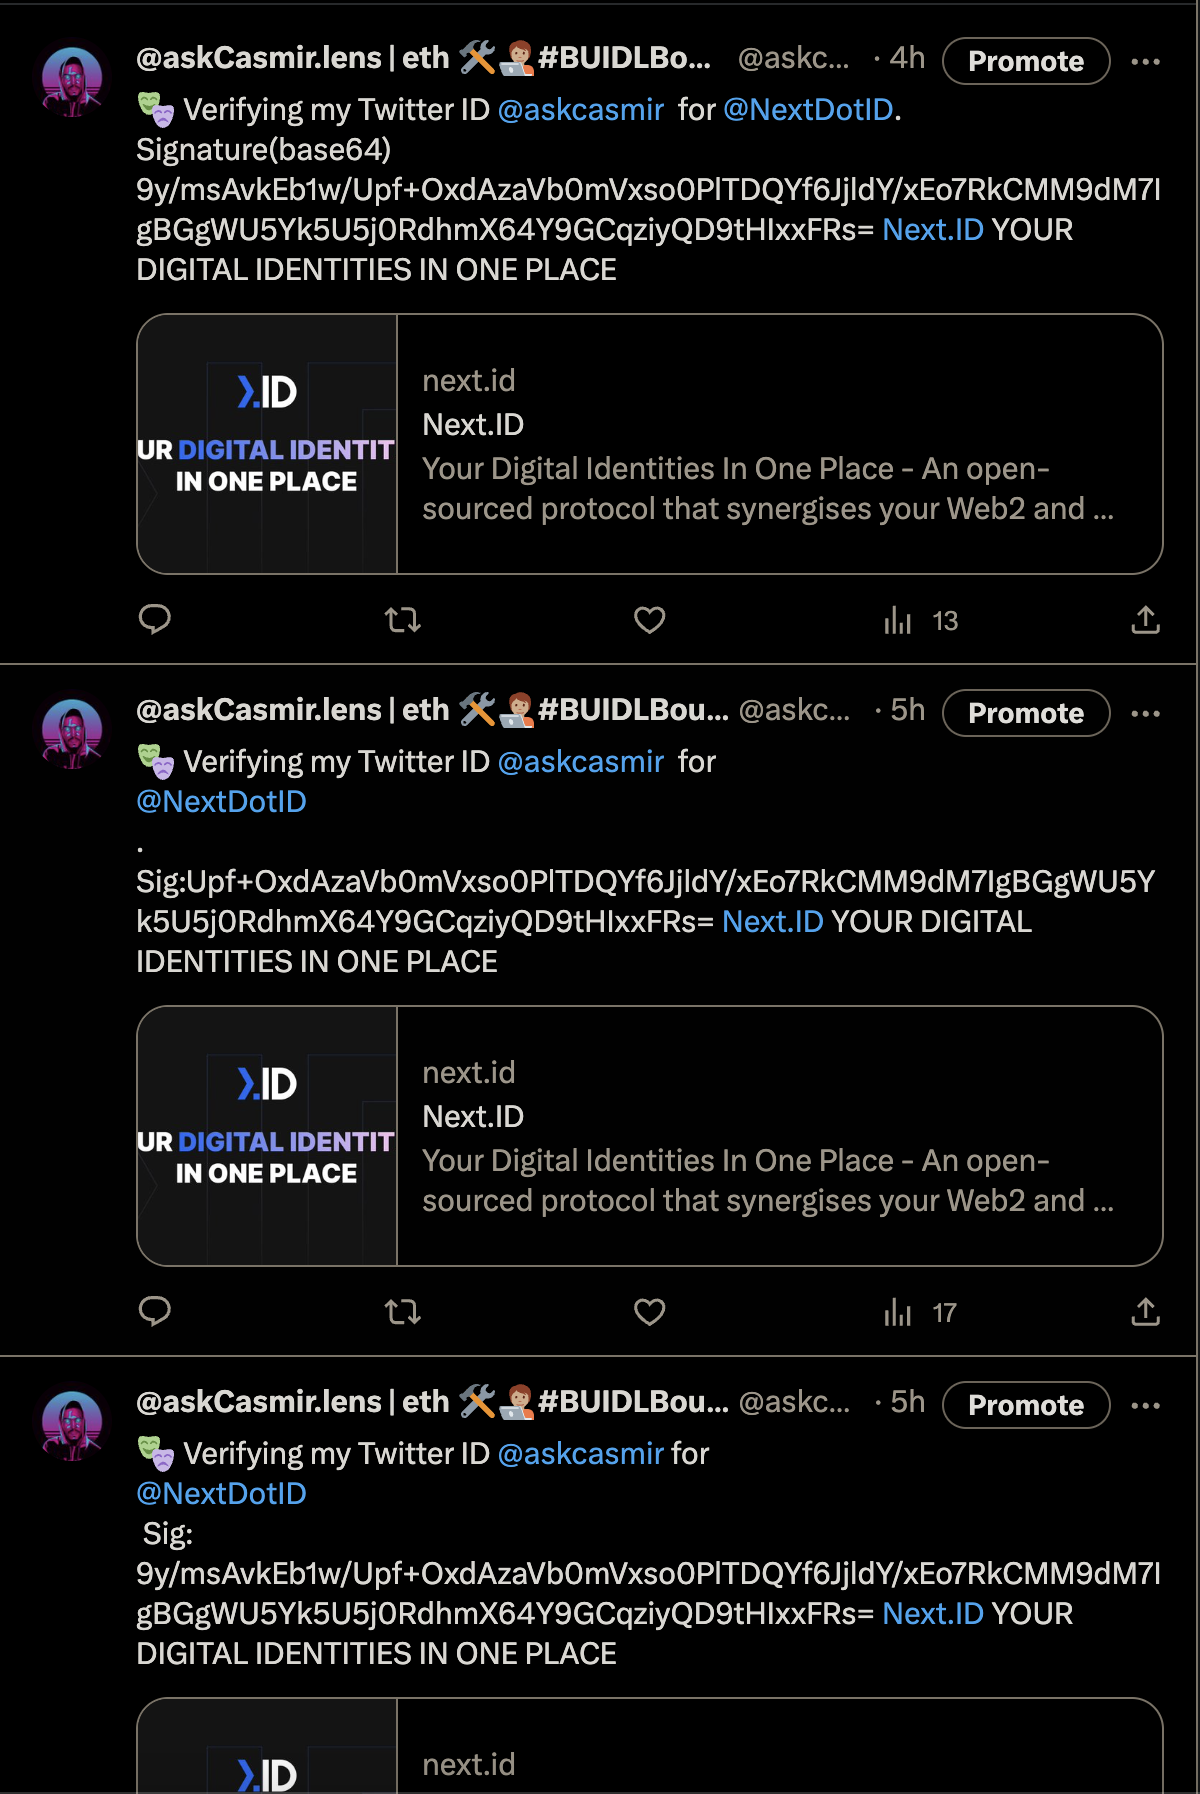 @askCasmir.lens | eth 🛠️🧑🏽‍💻#BUIDLBo... @askc... · 4h Promote ...
🎭 Verifying my Twitter ID @askcasmir for @NextDotID.
Signature(base64)
9y/msAvkEb1w/Upf+OxdAzaVb0mVxso0PlTDQYf6JjldY/xEo7RkCMM9dM7I
gBGgWU5Yk5U5j0RdhmX64Y9GCqziyQD9tHIxxFRs= Next.ID YOUR
DIGITAL IDENTITIES IN ONE PLACE
ID
UR DIGITAL IDENTIT
IN ONE PLACE
next.id
Next.ID
Your Digital Identities In One Place - An open-
sourced protocol that synergises your Web2 and ...
13
@askCasmir.lens | eth 🛠️🧑🏽‍💻#BUIDLBou... @askc... · 5h Promote ...
🎭 Verifying my Twitter ID @askcasmir for
@NextDotID
.
Sig:Upf+OxdAzaVb0mVxso0PlTDQYf6JjldY/xEo7RkCMM9dM7IgBGgWU5Y
k5U5j0RdhmX64Y9GCqziyQD9tHIxxFRs= Next.ID YOUR DIGITAL
IDENTITIES IN ONE PLACE
ID
UR DIGITAL IDENTIT
IN ONE PLACE
next.id
Next.ID
Your Digital Identities In One Place - An open-
sourced protocol that synergises your Web2 and ...
17
@askCasmir.lens | eth 🛠️🧑🏽‍💻#BUIDLBou... @askc... · 5h Promote ...
🎭 Verifying my Twitter ID @askcasmir for
@NextDotID
Sig:
9y/msAvkEb1w/Upf+OxdAzaVb0mVxso0PlTDQYf6JjldY/xEo7RkCMM9dM7I
gBGgWU5Yk5U5j0RdhmX64Y9GCqziyQD9tHIxxFRs= Next.ID YOUR
DIGITAL IDENTITIES IN ONE PLACE
ID
next.id